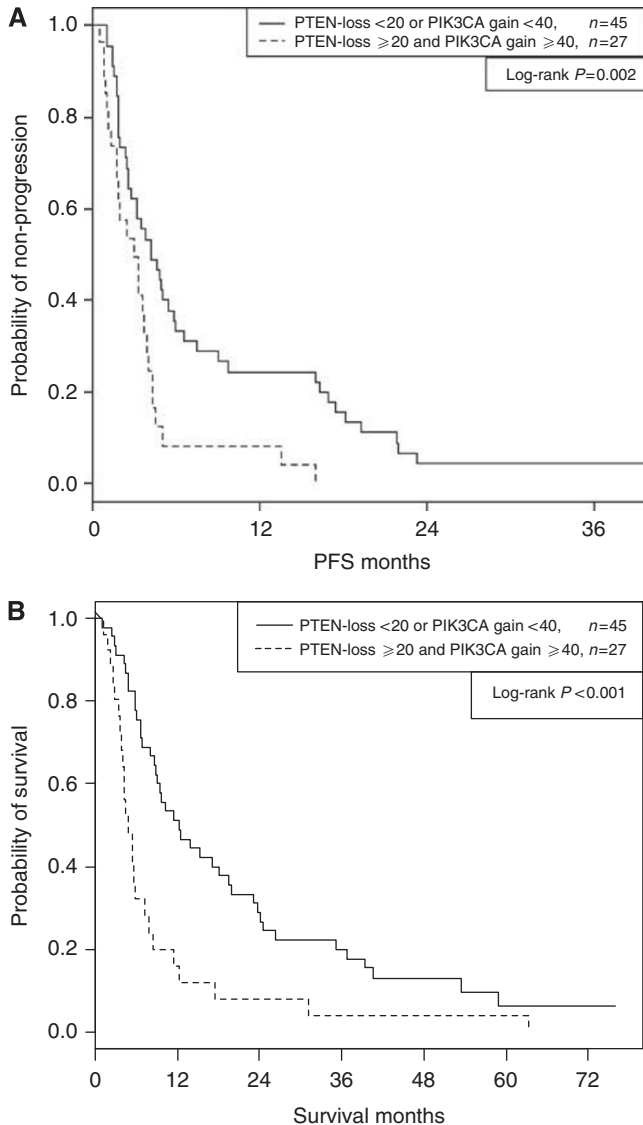 A
PTEN-loss <20 or PIK3CA gain <40, n=45
PTEN-loss ⩾20 and PIK3CA gain ⩾40, n=27
Log-rank P=0.002
Probability of non-progression
1.0
0.8
0.6
0.4
0.2
0.0
0 12 24 36
PFS months
B
PTEN-loss <20 or PIK3CA gain <40, n=45
PTEN-loss ⩾20 and PIK3CA gain ⩾40, n=27
Log-rank P<0.001
Probability of survival
1.0
0.8
0.6
0.4
0.2
0.0
0 12 24 36 48 60 72
Survival months